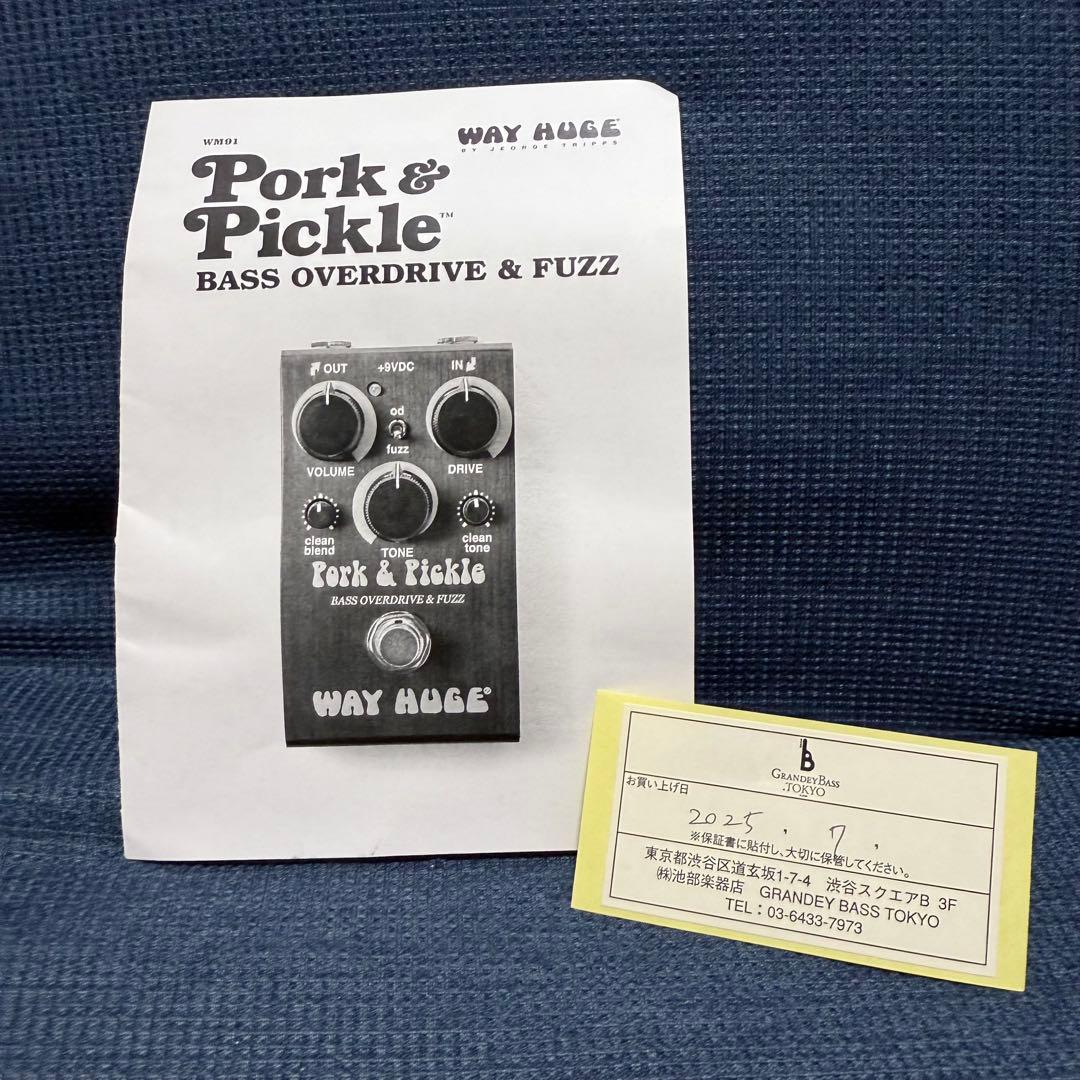 WM91
WAY HUGE
BY JEORGE TRIPPS
Pork &
Pickle™
BASS OVERDRIVE & FUZZ
OUT
+9VDC
IN
od
fuzz
VOLUME
DRIVE
clean
blend
TONE
clean
tone
Pork & Pickle
BASS OVERDRIVE & FUZZ
WAY HUGE®
GRANDEYBASS
.TOKYO
お買い上げ日
2025 . 7 .
※保証書に貼付し、大切に保管してください。
東京都渋谷区道玄坂1-7-4 渋谷スクエアB 3F
㈱池部楽器店 GRANDEY BASS TOKYO
TEL：03-6433-7973